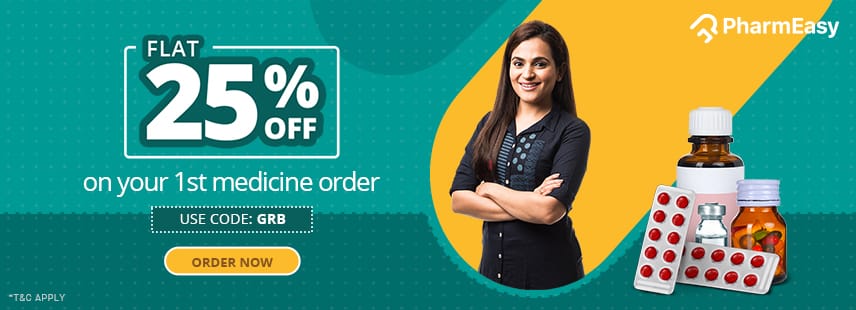 FLAT
25%
OFF
on your 1st medicine order
USE CODE: GRB
ORDER NOW
*T&C APPLY
PharmEasy